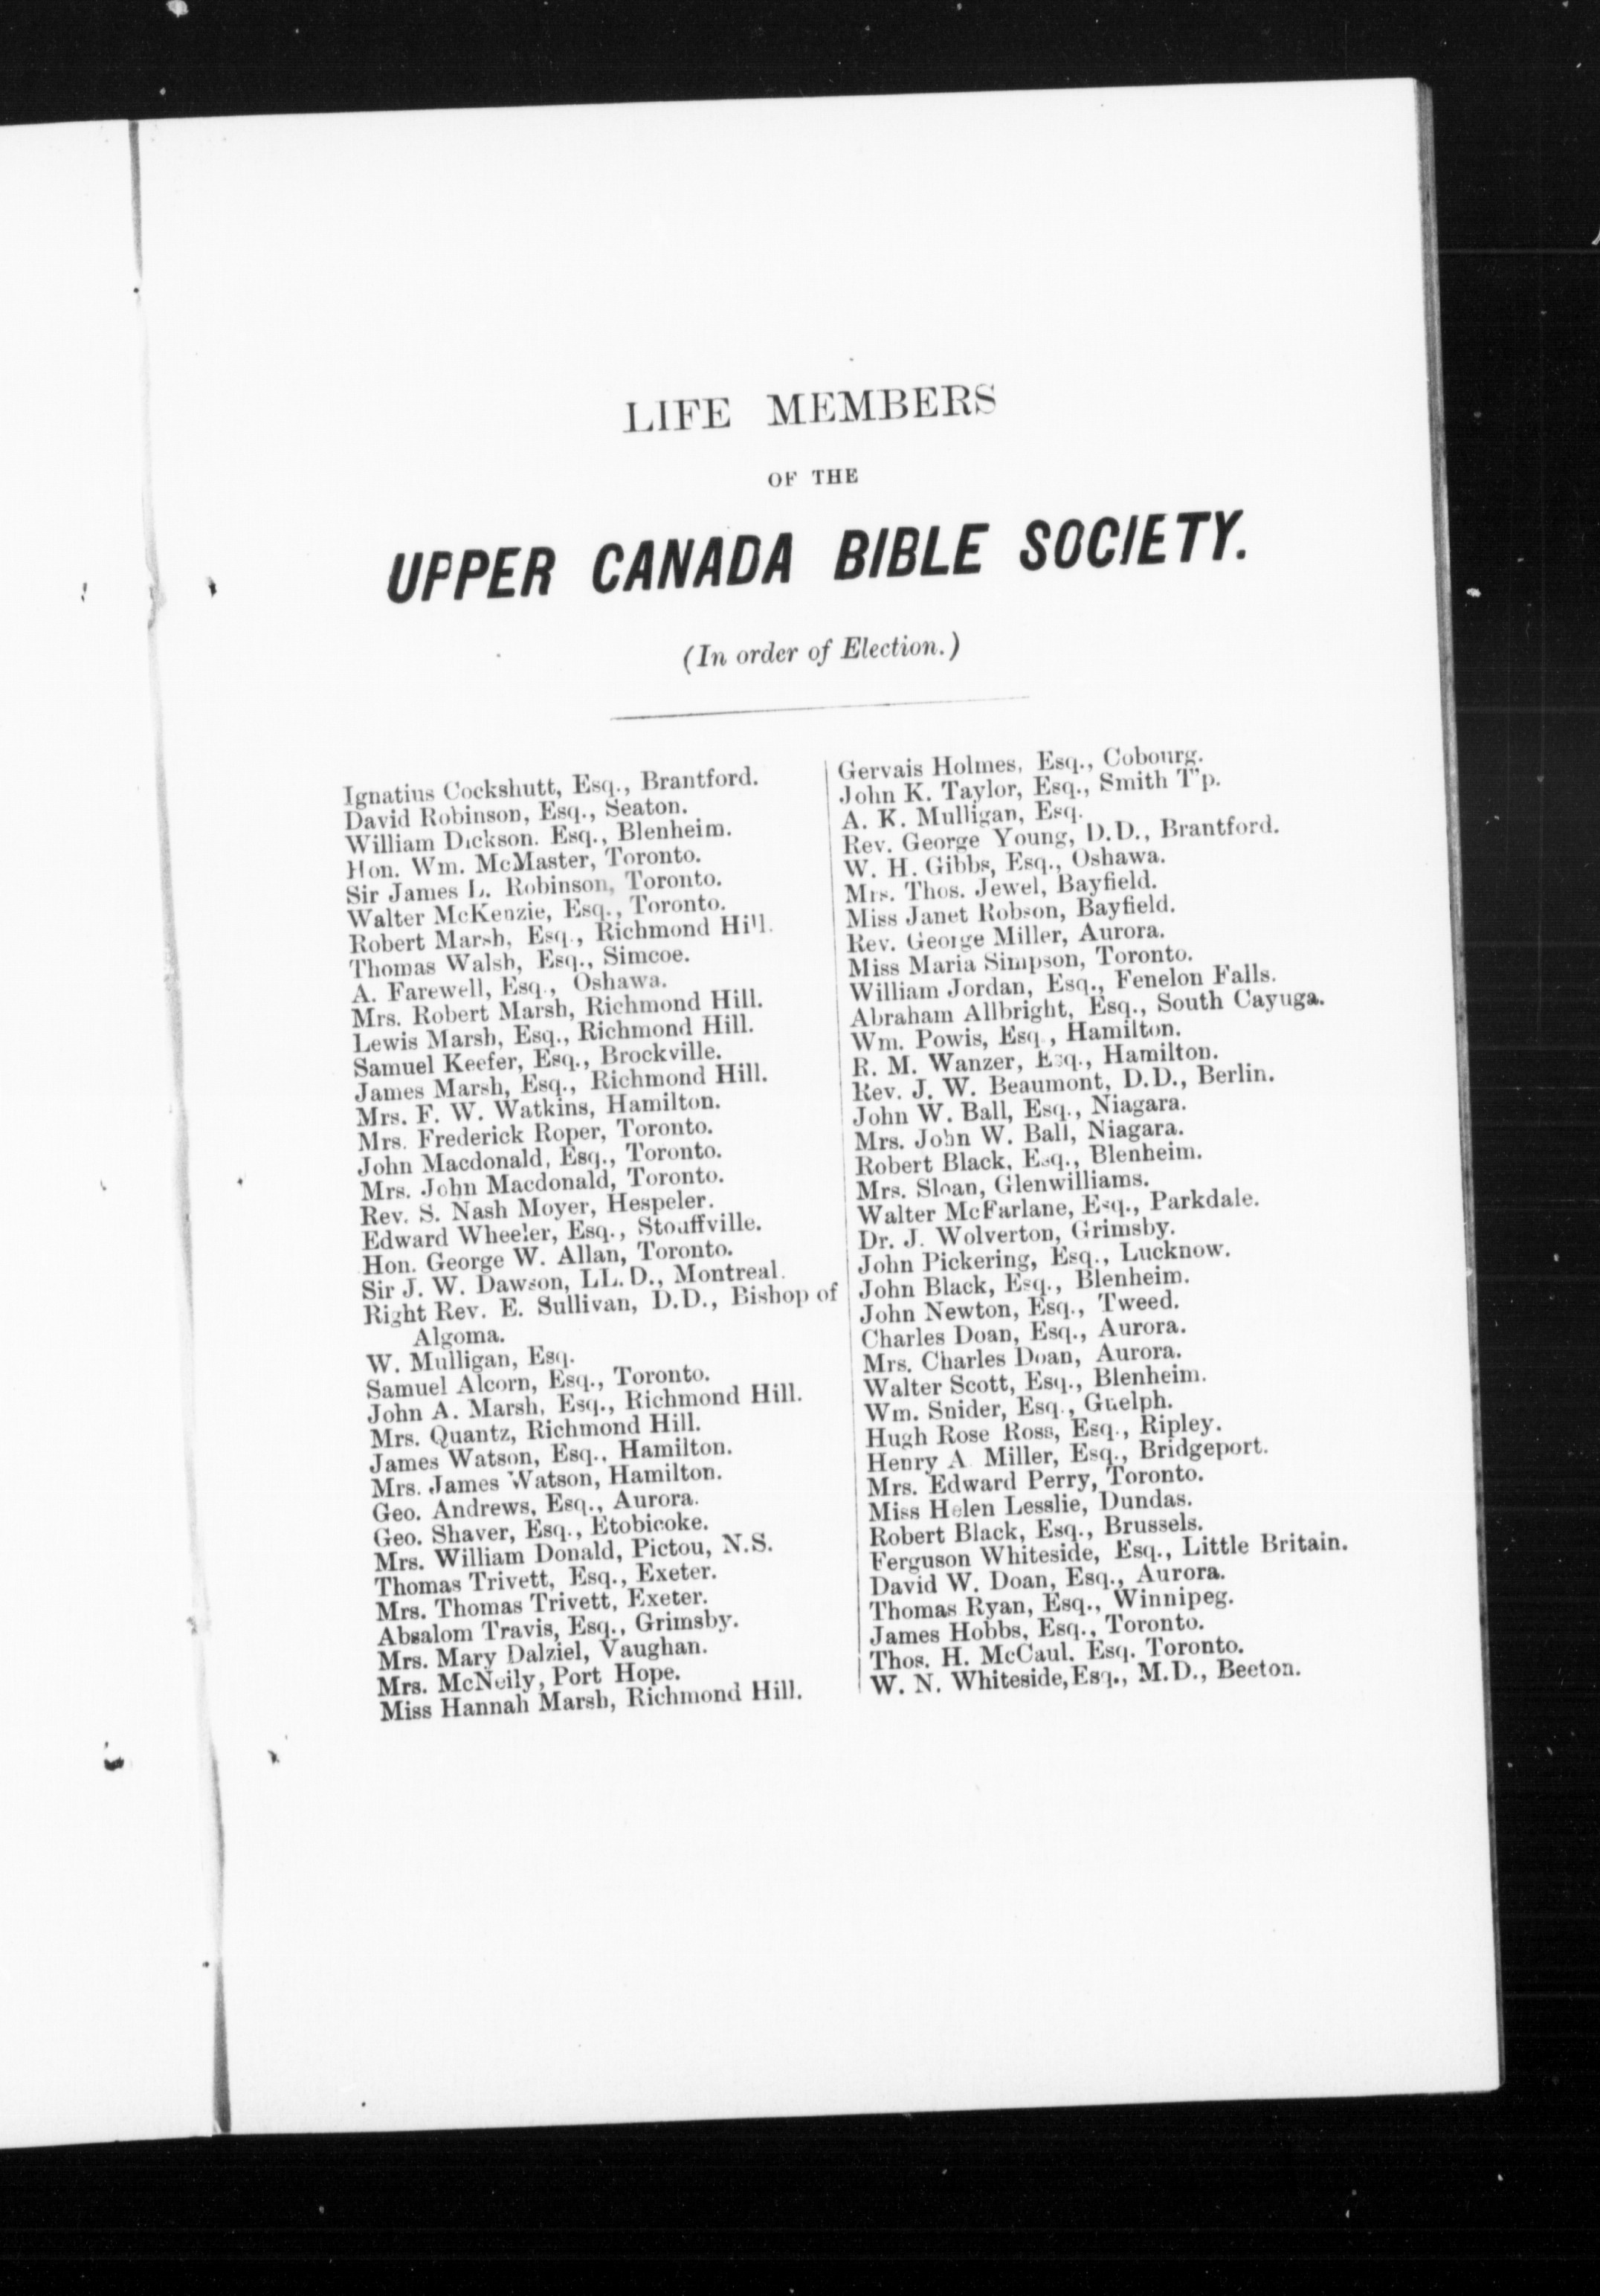 LIFE MEMBERS
OF THE
UPPER CANADA BIBLE SOCIETY.
(In order of Election.)
Ignatius Cockshutt, Esq., Brantford.
David Robinson, Esq., Seaton.
William Dickson. Esq., Blenheim.
Hon. Wm. McMaster, Toronto.
Sir James L. Robinson, Toronto.
Walter McKenzie, Esq., Toronto.
Robert Marsh, Esq., Richmond Hill.
Thomas Walsh, Esq., Simcoe.
A. Farewell, Esq., Oshawa.
Mrs. Robert Marsh, Richmond Hill.
Lewis Marsh, Esq., Richmond Hill.
Samuel Keefer, Esq., Brockville.
James Marsh, Esq., Richmond Hill.
Mrs. F. W. Watkins, Hamilton.
Mrs. Frederick Roper, Toronto.
John Macdonald, Esq., Toronto.
Mrs. John Macdonald, Toronto.
Rev. S. Nash Moyer, Hespeler.
Edward Wheeler, Esq., Stouffville.
Hon. George W. Allan, Toronto.
Sir J. W. Dawson, LL.D., Montreal.
Right Rev. E. Sullivan, D.D., Bishop of
Algoma.
W. Mulligan, Esq.
Samuel Alcorn, Esq., Toronto.
John A. Marsh, Esq., Richmond Hill.
Mrs. Quantz, Richmond Hill.
James Watson, Esq., Hamilton.
Mrs. James Watson, Hamilton.
Geo. Andrews, Esq., Aurora.
Geo. Shaver, Esq., Etobicoke.
Mrs. William Donald, Pictou, N.S.
Thomas Trivett, Esq., Exeter.
Mrs. Thomas Trivett, Exeter.
Absalom Travis, Esq., Grimsby.
Mrs. Mary Dalziel, Vaughan.
Mrs. McNeily, Port Hope.
Miss Hannah Marsh, Richmond Hill.
Gervais Holmes, Esq., Cobourg.
John K. Taylor, Esq., Smith T'p.
A. K. Mulligan, Esq.
Rev. George Young, D.D., Brantford.
W. H. Gibbs, Esq., Oshawa.
Mrs. Thos. Jewel, Bayfield.
Miss Janet Robson, Bayfield.
Rev. George Miller, Aurora.
Miss Maria Simpson, Toronto.
William Jordan, Esq., Fenelon Falls.
Abraham Allbright, Esq., South Cayuga.
Wm. Powis, Esq., Hamilton.
R. M. Wanzer, Esq., Hamilton.
Rev. J. W. Beaumont, D.D., Berlin.
John W. Ball, Esq., Niagara.
Mrs. John W. Ball, Niagara.
Robert Black, Esq., Blenheim.
Mrs. Sloan, Glenwilliams.
Walter McFarlane, Esq., Parkdale.
Dr. J. Wolverton, Grimsby.
John Pickering, Esq., Lucknow.
John Black, Esq., Blenheim.
John Newton, Esq., Tweed.
Charles Doan, Esq., Aurora.
Mrs. Charles Doan, Aurora.
Walter Scott, Esq., Blenheim.
Wm. Snider, Esq., Guelph.
Hugh Rose Ross, Esq., Ripley.
Henry A. Miller, Esq., Bridgeport.
Mrs. Edward Perry, Toronto.
Miss Helen Lesslie, Dundas.
Robert Black, Esq., Brussels.
Ferguson Whiteside, Esq., Little Britain.
David W. Doan, Esq., Aurora.
Thomas Ryan, Esq., Winnipeg.
James Hobbs, Esq., Toronto.
Thos. H. McCaul. Esq. Toronto.
W. N. Whiteside, Esq., M.D., Beeton.